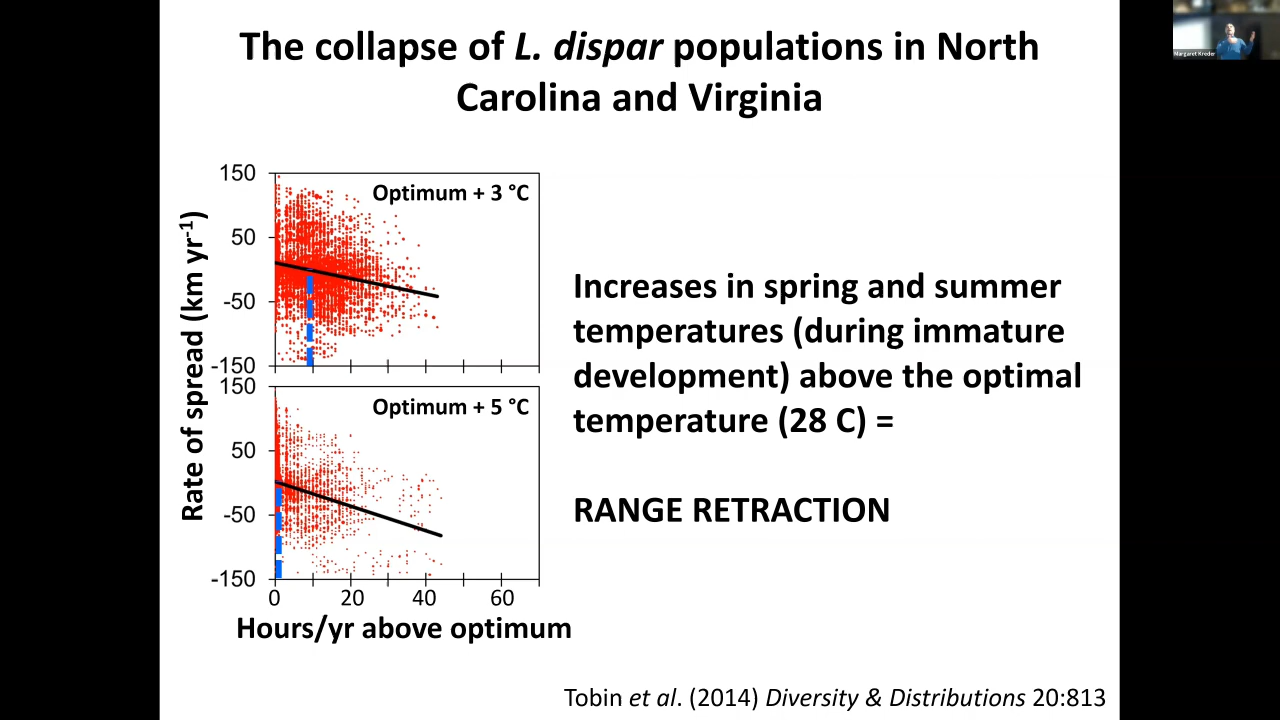 The collapse of L. dispar populations in North
Carolina and Virginia
Margaret Kreder
Rate of spread (km yr-1)
150
50
-50
-150
Optimum + 3 °C
150
50
-50
-150
Optimum + 5 °C
0 20 40 60
Hours/yr above optimum
Increases in spring and summer
temperatures (during immature
development) above the optimal
temperature (28 C) =
RANGE RETRACTION
Tobin et al. (2014) Diversity & Distributions 20:813